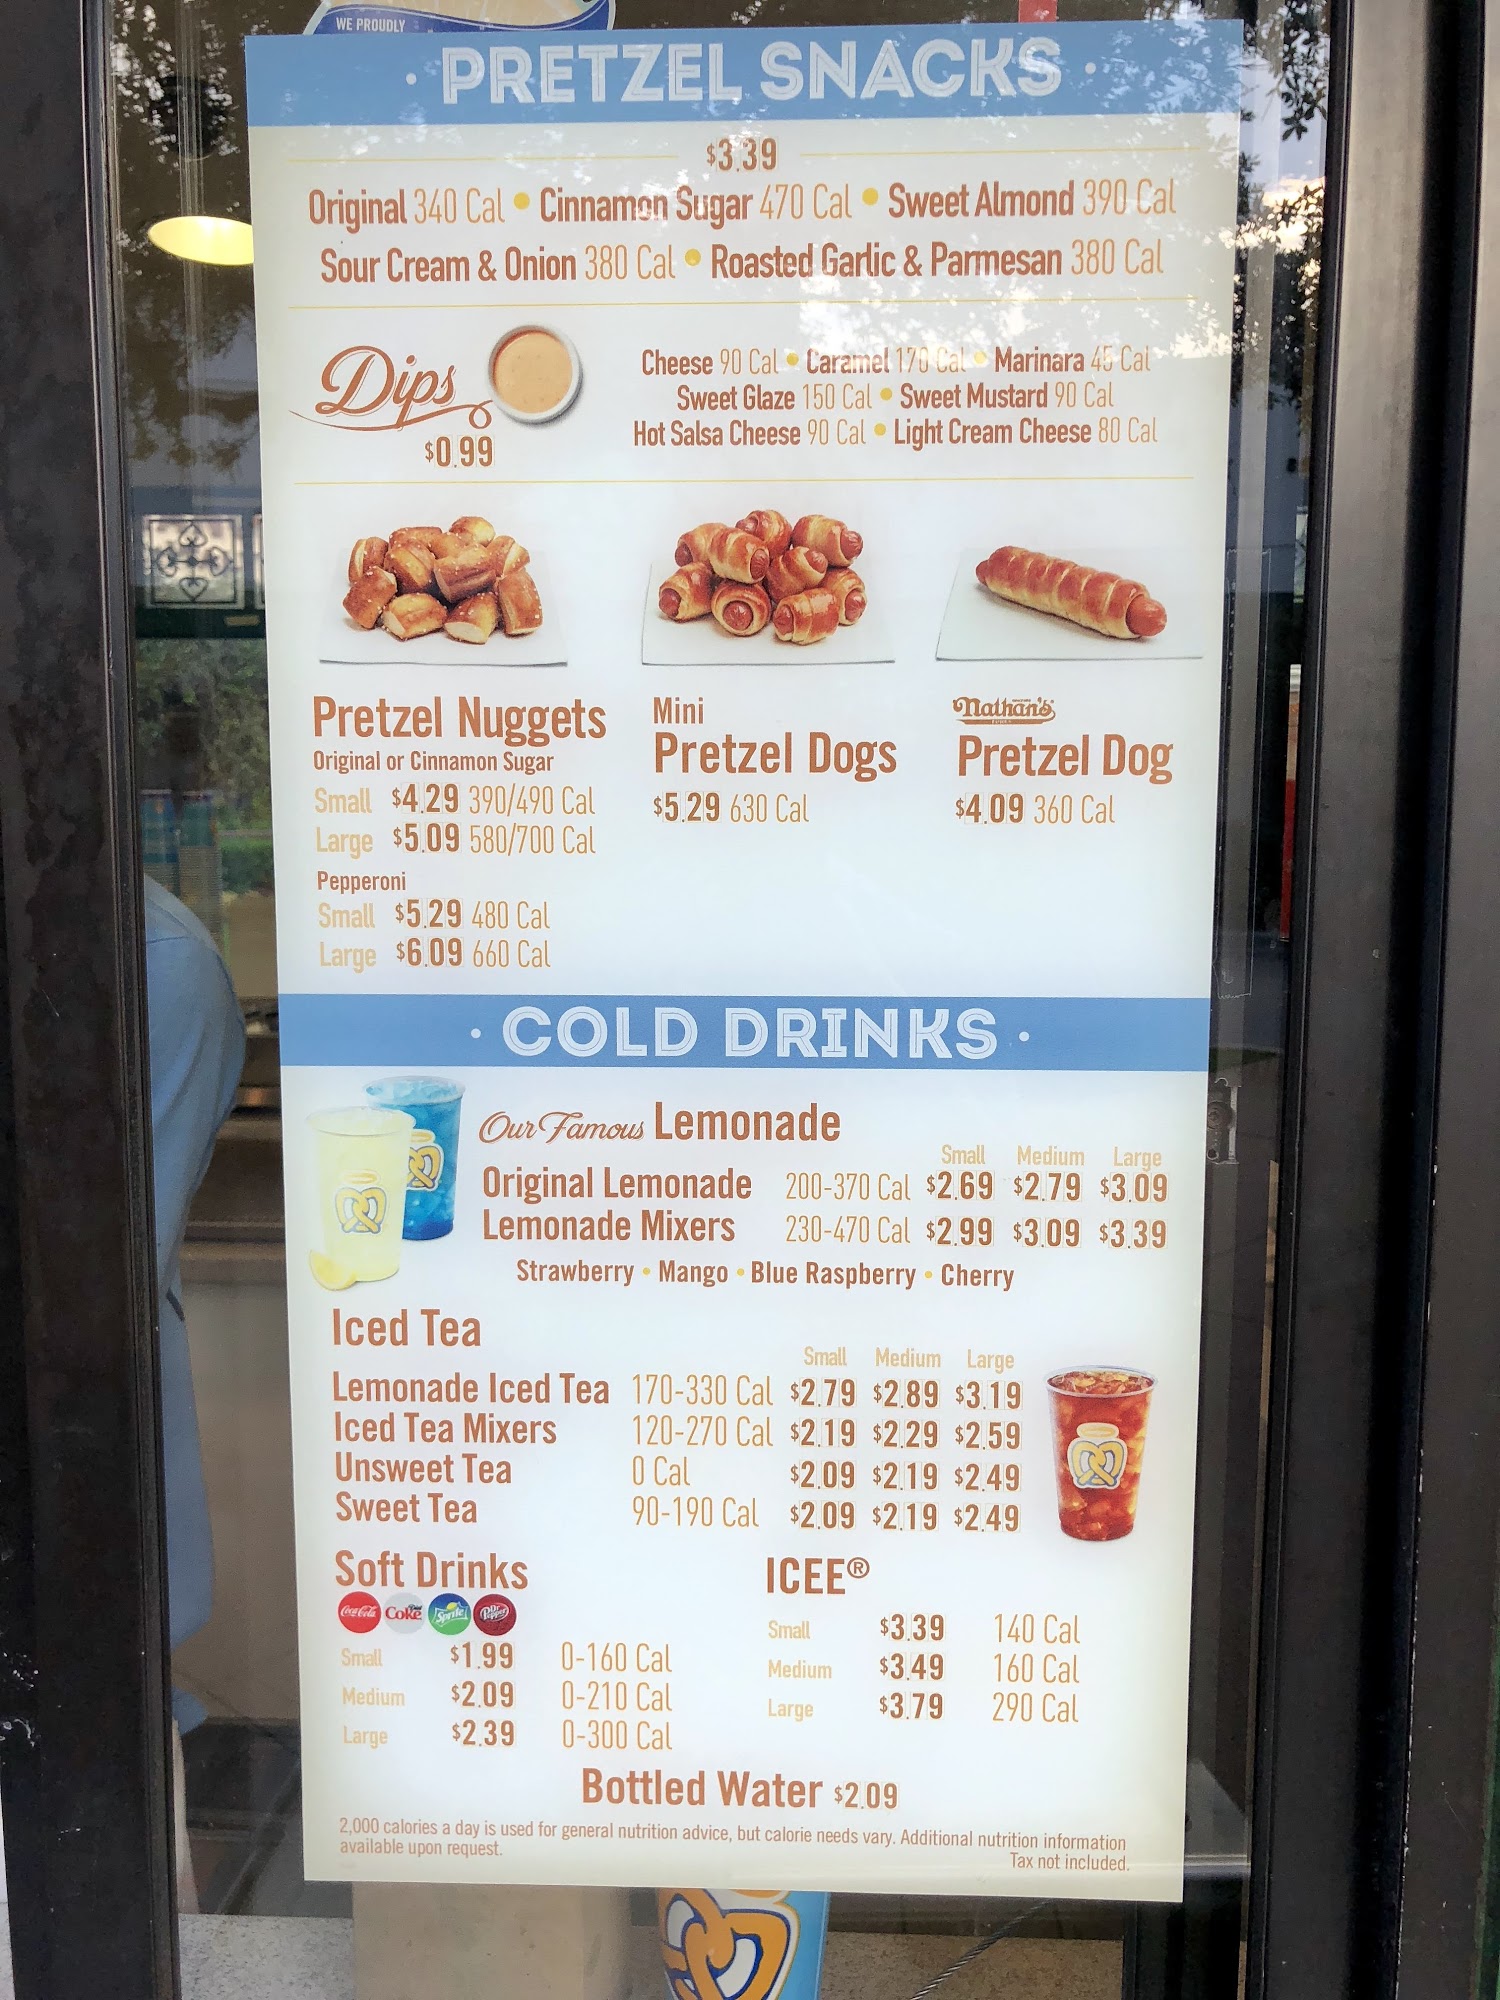 WE PROUDLY
· PRETZEL SNACKS ·
$3.39
Original 340 Cal • Cinnamon Sugar 470 Cal • Sweet Almond 390 Cal
Sour Cream & Onion 380 Cal • Roasted Garlic & Parmesan 380 Cal
Dips
$0.99
Cheese 90 Cal • Caramel 170 Cal • Marinara 45 Cal
Sweet Glaze 150 Cal • Sweet Mustard 90 Cal
Hot Salsa Cheese 90 Cal • Light Cream Cheese 80 Cal
Pretzel Nuggets
Original or Cinnamon Sugar
Small $4.29 390/490 Cal
Large $5.09 580/700 Cal
Pepperoni
Small $5.29 480 Cal
Large $6.09 660 Cal
Mini
Pretzel Dogs
$5.29 630 Cal
Nathan's
Pretzel Dog
$4.09 360 Cal
· COLD DRINKS ·
Our Famous Lemonade
Small Medium Large
Original Lemonade 200-370 Cal $2.69 $2.79 $3.09
Lemonade Mixers 230-470 Cal $2.99 $3.09 $3.39
Strawberry • Mango • Blue Raspberry • Cherry
Iced Tea
Small Medium Large
Lemonade Iced Tea 170-330 Cal $2.79 $2.89 $3.19
Iced Tea Mixers 120-270 Cal $2.19 $2.29 $2.59
Unsweet Tea 0 Cal $2.09 $2.19 $2.49
Sweet Tea 90-190 Cal $2.09 $2.19 $2.49
Soft Drinks
Coca-Cola Diet Coke Sprite Dr Pepper
Small $1.99 0-160 Cal
Medium $2.09 0-210 Cal
Large $2.39 0-300 Cal
ICEE®
Small $3.39 140 Cal
Medium $3.49 160 Cal
Large $3.79 290 Cal
Bottled Water $2.09
2,000 calories a day is used for general nutrition advice, but calorie needs vary. Additional nutrition information
available upon request.
Tax not included.